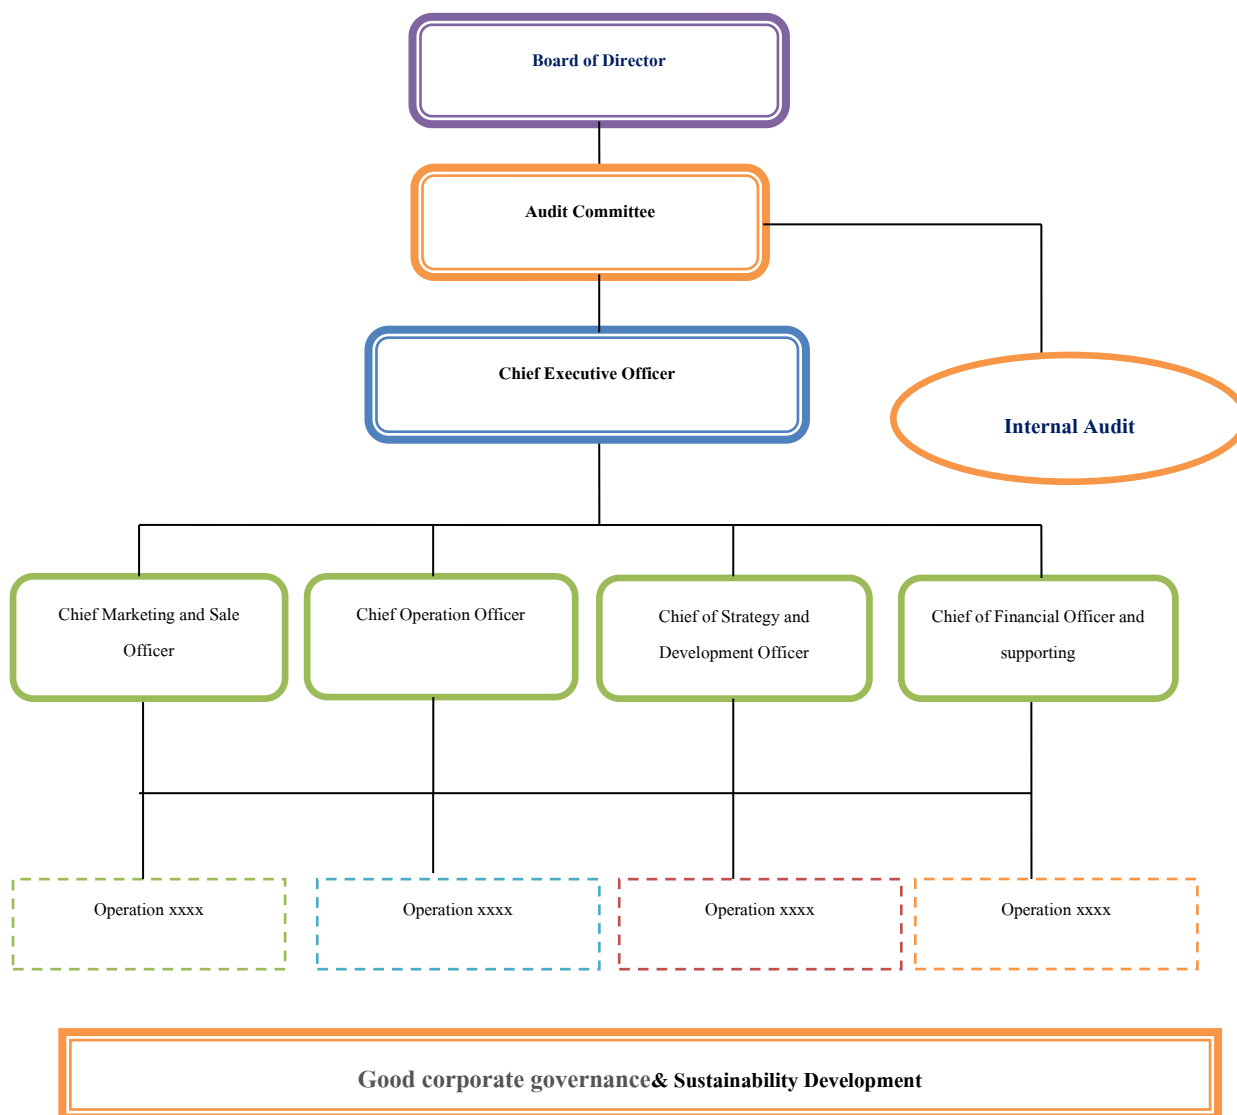 Board of Director
Audit Committee
Chief Executive Officer
Internal Audit
Chief Marketing and Sale
Officer
Chief Operation Officer
Chief of Strategy and
Development Officer
Chief of Financial Officer and
supporting
Operation xxxx
Operation xxxx
Operation xxxx
Operation xxxx
Good corporate governance& Sustainability Development